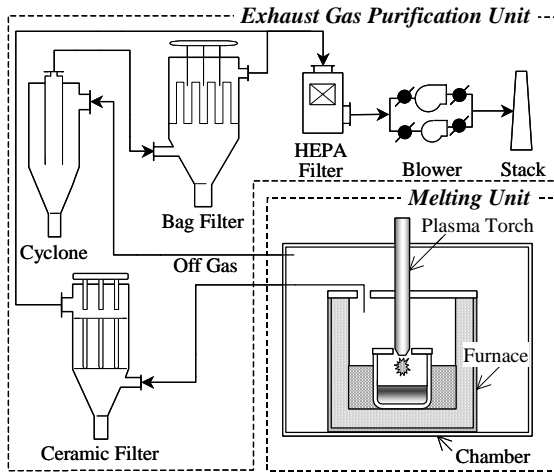 Exhaust Gas Purification Unit
HEPA
Filter
Blower
Stack
Bag Filter
Cyclone
Melting Unit
Plasma Torch
Off Gas
Furnace
Ceramic Filter
Chamber